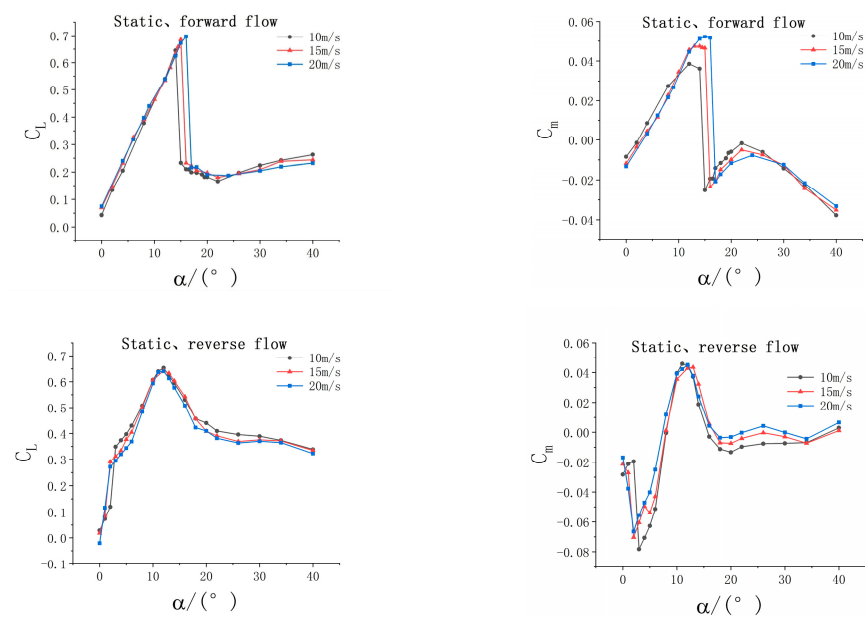 Static、forward flow
10m/s
15m/s
20m/s
C_L
0.7
0.6
0.5
0.4
0.3
0.2
0.1
0.0
0 10 20 30 40
α/(°)
Static、forward flow
10m/s
15m/s
20m/s
C_m
0.06
0.04
0.02
0.00
-0.02
-0.04
0 10 20 30 40
α/(°)
Static、reverse flow
10m/s
15m/s
20m/s
C_L
0.7
0.6
0.5
0.4
0.3
0.2
0.1
0.0
-0.1
0 10 20 30 40
α/(°)
Static、reverse flow
10m/s
15m/s
20m/s
C_m
0.06
0.04
0.02
0.00
-0.02
-0.04
-0.06
-0.08
0 10 20 30 40
α/(°)